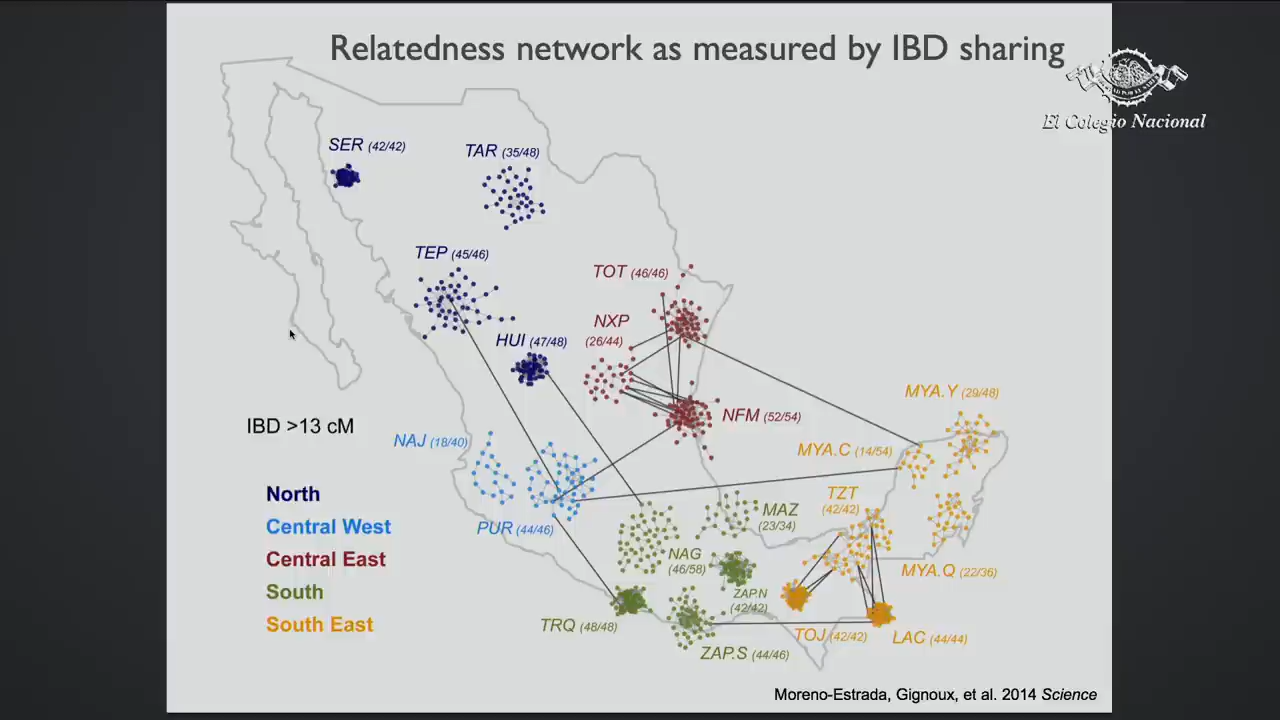 Relatedness network as measured by IBD sharing
El Colegio Nacional
SER (42/42)
TAR (35/48)
TEP (45/46)
TOT (46/46)
NXP
(26/44)
HUI (47/48)
NFM (52/54)
MYA.Y (29/48)
IBD >13 cM
NAJ (18/40)
MYA.C (14/54)
TZT
(42/42)
North
Central West
Central East
South
South East
PUR (44/46)
MAZ
(23/34)
NAG
(46/58)
MYA.Q (22/36)
ZAP.N
(42/42)
TRQ (48/48)
TOJ (42/42)
LAC (44/44)
ZAP.S (44/46)
Moreno-Estrada, Gignoux, et al. 2014 Science